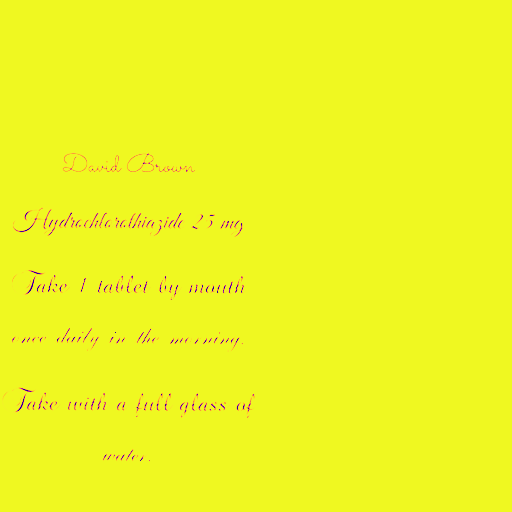 David Brown
Hydrochlorothiazide 25 mg
Take 1 tablet by mouth
once daily in the morning.
Take with a full glass of
water.